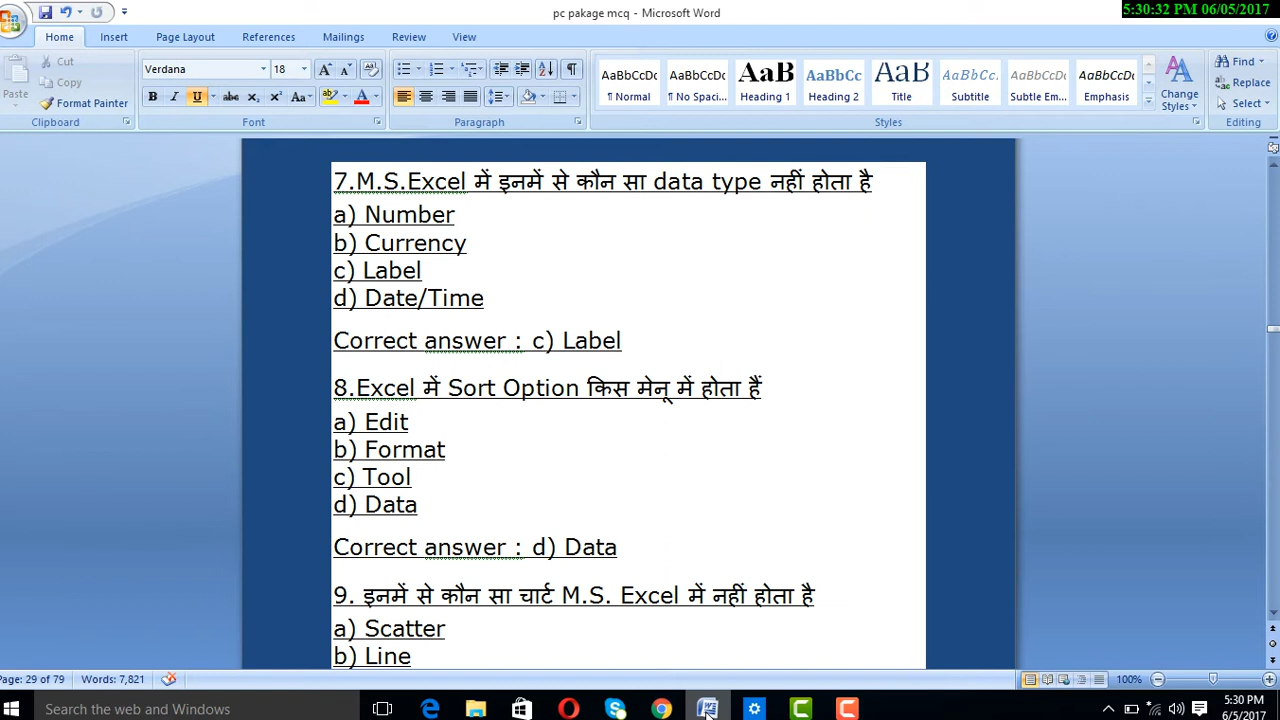 5:30:32 PM 06/05/2017
pc pakage mcq - Microsoft Word
Home Insert Page Layout References Mailings Review View
Paste
Cut
Copy
Format Painter
Clipboard
Verdana 18
Font
Paragraph
AaBbCcDc AaBbCcDc AaB AaBbCc AaB AaBbCcI AaBbCcDc AaBbCcDc
¶ Normal ¶ No Spaci... Heading 1 Heading 2 Title Subtitle Subtle Em... Emphasis
Change Styles
Styles
Find
Replace
Select
Editing
7.M.S.Excel में इनमें से कौन सा data type नहीं होता है
a) Number
b) Currency
c) Label
d) Date/Time
Correct answer : c) Label
8.Excel में Sort Option किस मेनू में होता हैं
a) Edit
b) Format
c) Tool
d) Data
Correct answer : d) Data
9. इनमें से कौन सा चार्ट M.S. Excel में नहीं होता है
a) Scatter
b) Line
Page: 29 of 79 Words: 7,821 100%
Search the web and Windows
5:30 PM
6/5/2017